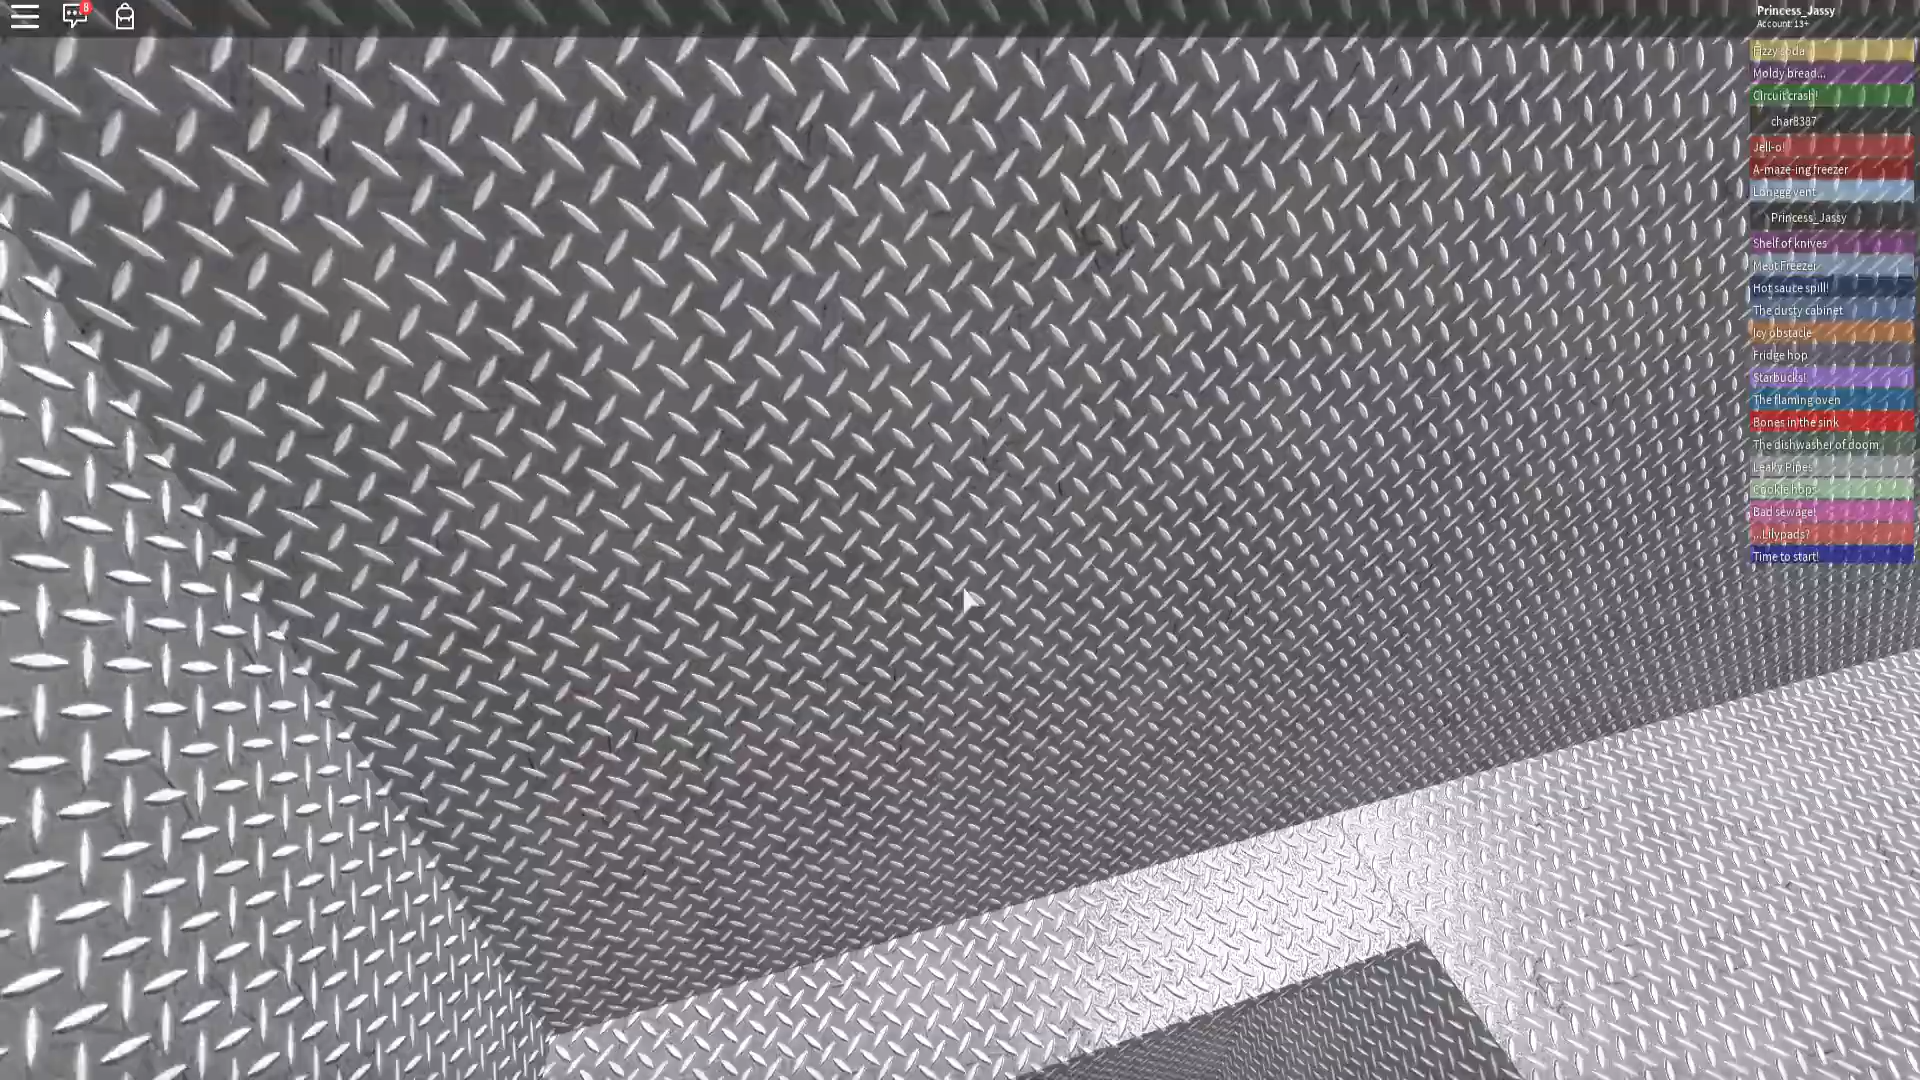 8
Princess_Jassy
Account: 13+
Fizzy soda
Moldy bread...
Circuit crash!
char8387
Jell-o!
A-maze-ing freezer
Longgg vent
Princess_Jassy
Shelf of knives
Meat Freezer
Hot sauce spill!
The dusty cabinet
Icy obstacle
Fridge hop
Starbucks!
The flaming oven
Bones in the sink
The dishwasher of doom
Leaky Pipes
Cookie hop
Bad sewage!
...Lilypads?
Time to start!